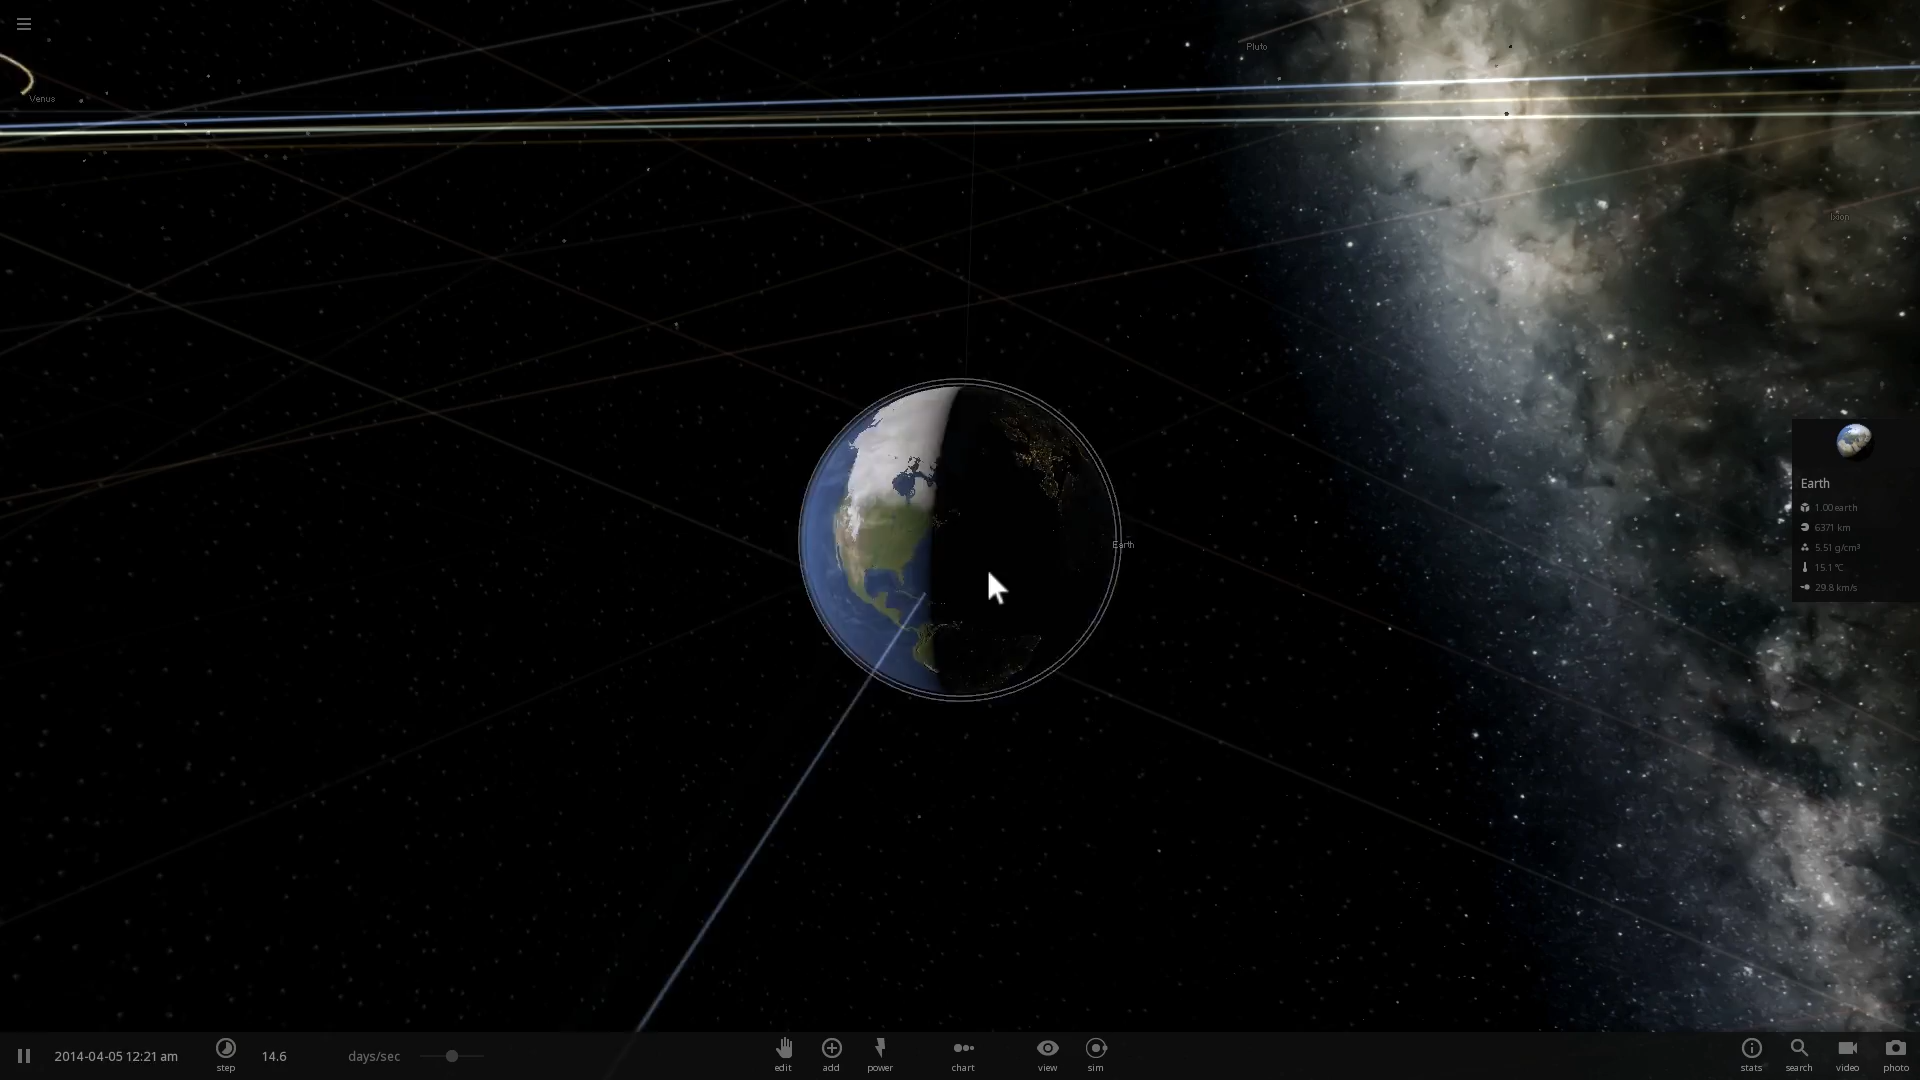 Pluto
Venus
Ixion
Earth
Earth
1.00 earth
6371 km
5.51 g/cm³
15.1 °C
29.8 km/s
2014-04-05 12:21 am
step
14.6
days/sec
edit
add
power
chart
view
sim
stats
search
video
photo